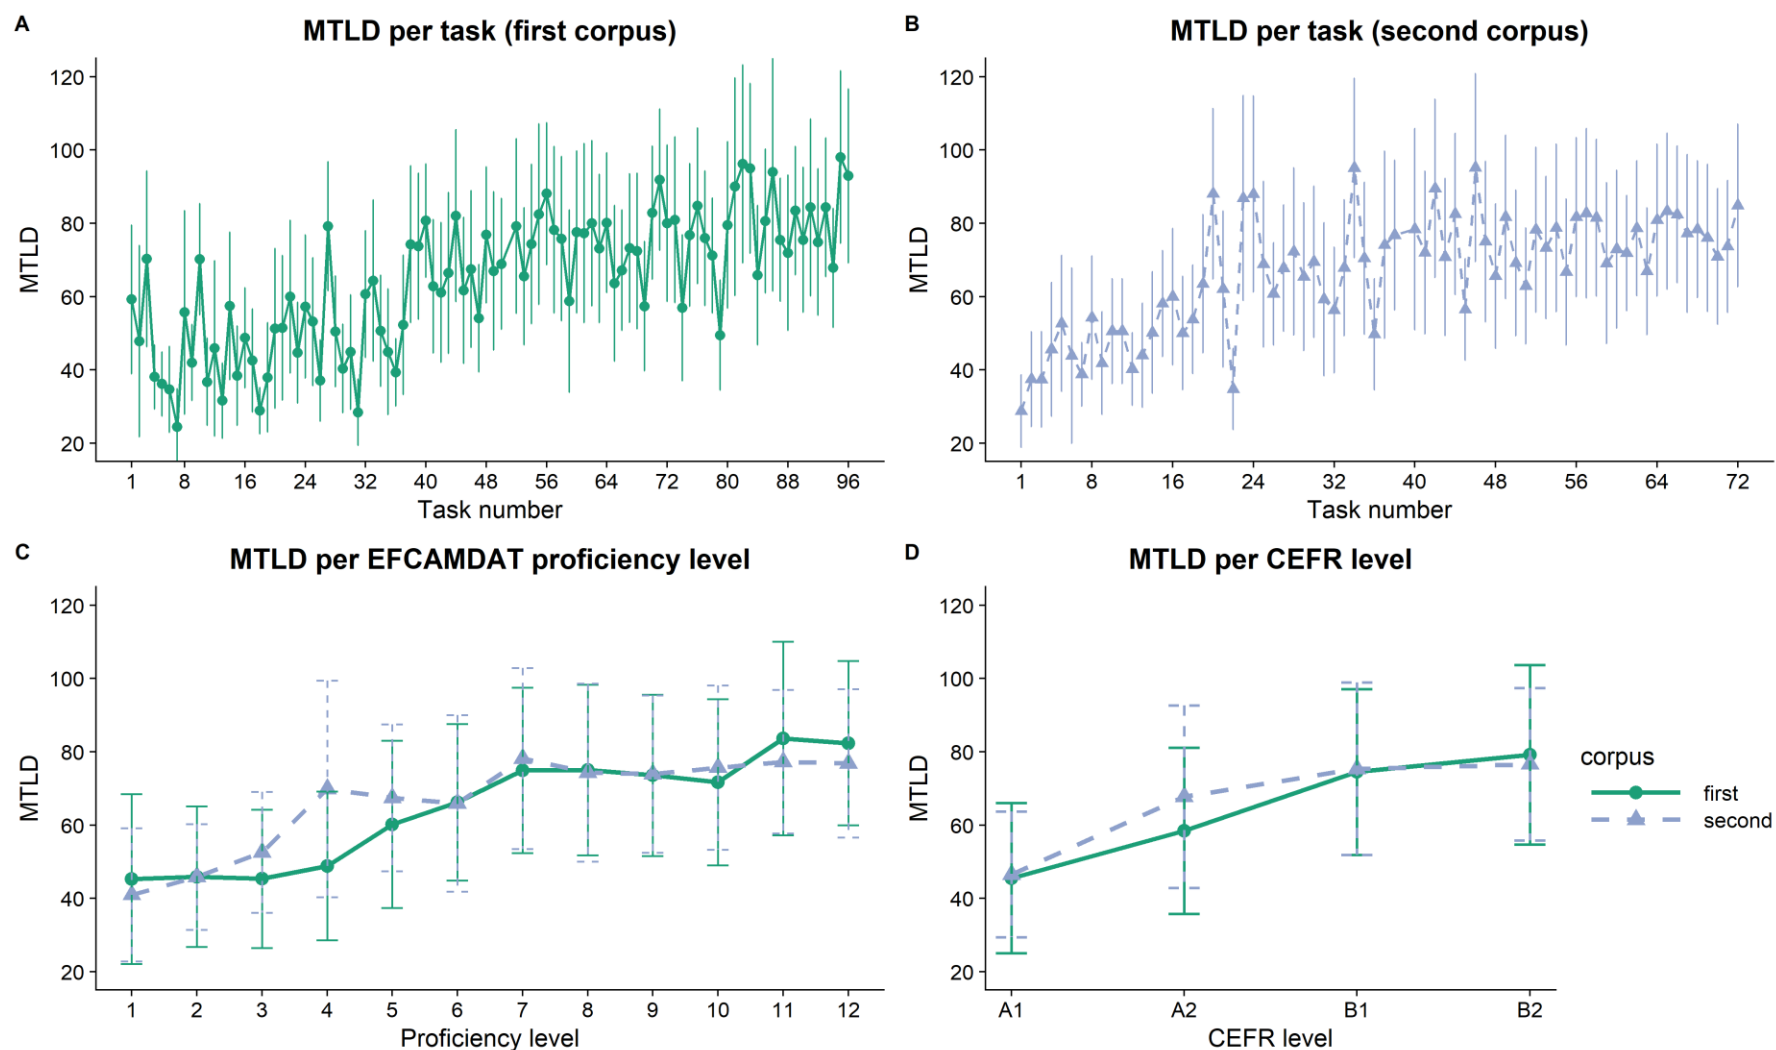 A
MTLD per task (first corpus)
120
100
80
60
40
20
MTLD
1 8 16 24 32 40 48 56 64 72 80 88 96
Task number
B
MTLD per task (second corpus)
120
100
80
60
40
20
MTLD
1 8 16 24 32 40 48 56 64 72
Task number
C
MTLD per EFCAMDAT proficiency level
120
100
80
60
40
20
MTLD
1 2 3 4 5 6 7 8 9 10 11 12
Proficiency level
D
MTLD per CEFR level
120
100
80
60
40
20
MTLD
A1 A2 B1 B2
CEFR level
corpus
first
second